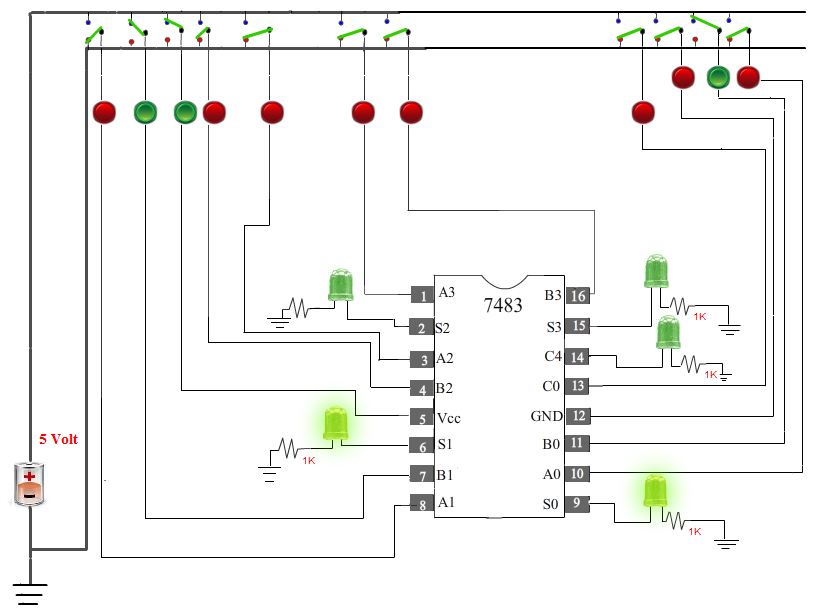 7483
1 A3
2 S2
3 A2
4 B2
5 Vcc
6 S1
7 B1
8 A1
B3 16
S3 15
C4 14
C0 13
GND 12
B0 11
A0 10
S0 9
1K
1K
1K
1K
5 Volt
+
-